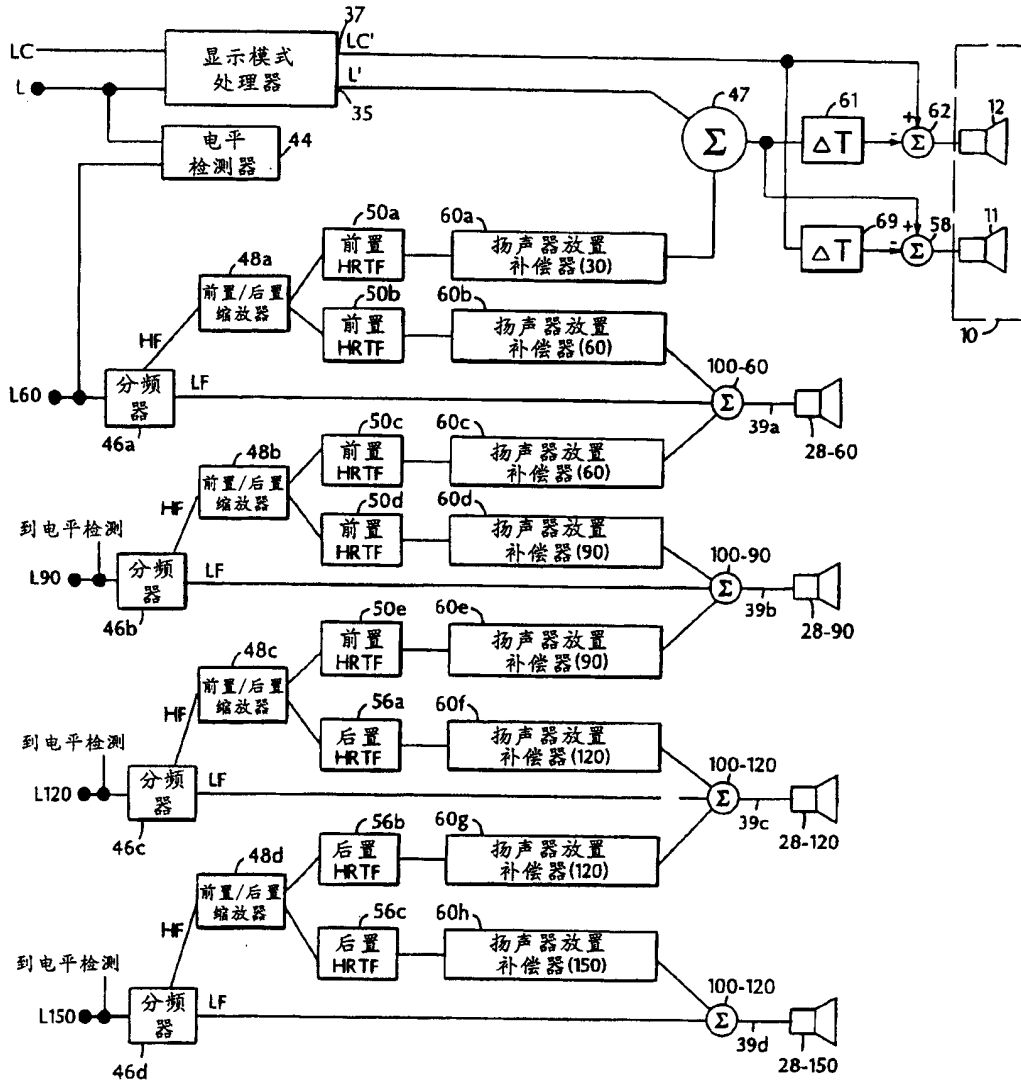 37
LC
显示模式
处理器
LC'
L
L'
35
47
61
62
12
电平
检测器
44
Σ
ΔT
+
-
Σ
50a
60a
69
11
前置
HRTF
扬声器放置
补偿器(30)
ΔT
+
-
Σ
58
48a
前置/后置
缩放器
50b
60b
10
HF
前置
HRTF
扬声器放置
补偿器(60)
100-60
L60
分频
器
LF
Σ
39a
28-60
46a
50c
60c
48b
前置
HRTF
扬声器放置
补偿器(60)
前置/后置
缩放器
50d
60d
HF
到电平检测
前置
HRTF
扬声器放置
补偿器(90)
100-90
L90
分频
器
LF
Σ
39b
28-90
46b
50e
60e
48c
前置
HRTF
扬声器放置
补偿器(90)
前置/后置
缩放器
56a
60f
HF
到电平检测
后置
HRTF
扬声器放置
补偿器(120)
100-120
L120
分频
器
LF
Σ
39c
28-120
46c
56b
60g
48d
后置
HRTF
扬声器放置
补偿器(120)
前置/后置
缩放器
56c
60h
HF
到电平检测
后置
HRTF
扬声器放置
补偿器(150)
100-120
L150
分频
器
LF
Σ
39d
28-150
46d